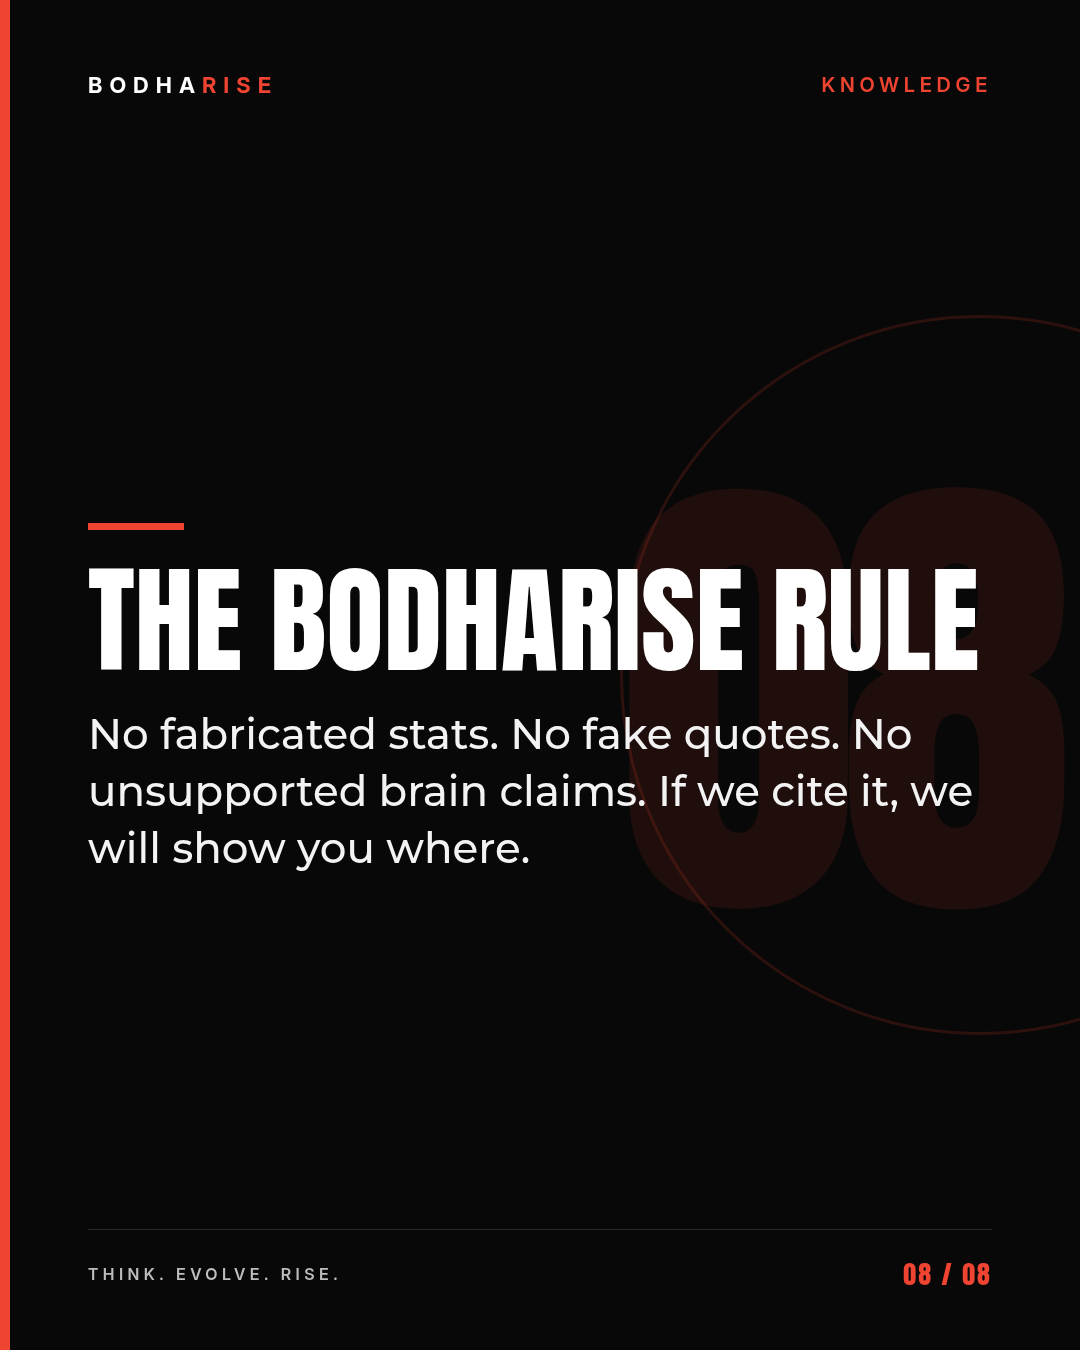 BODHARISE
KNOWLEDGE
08
THE BODHARISE RULE
No fabricated stats. No fake quotes. No
unsupported brain claims. If we cite it, we
will show you where.
THINK. EVOLVE. RISE.
08 / 08